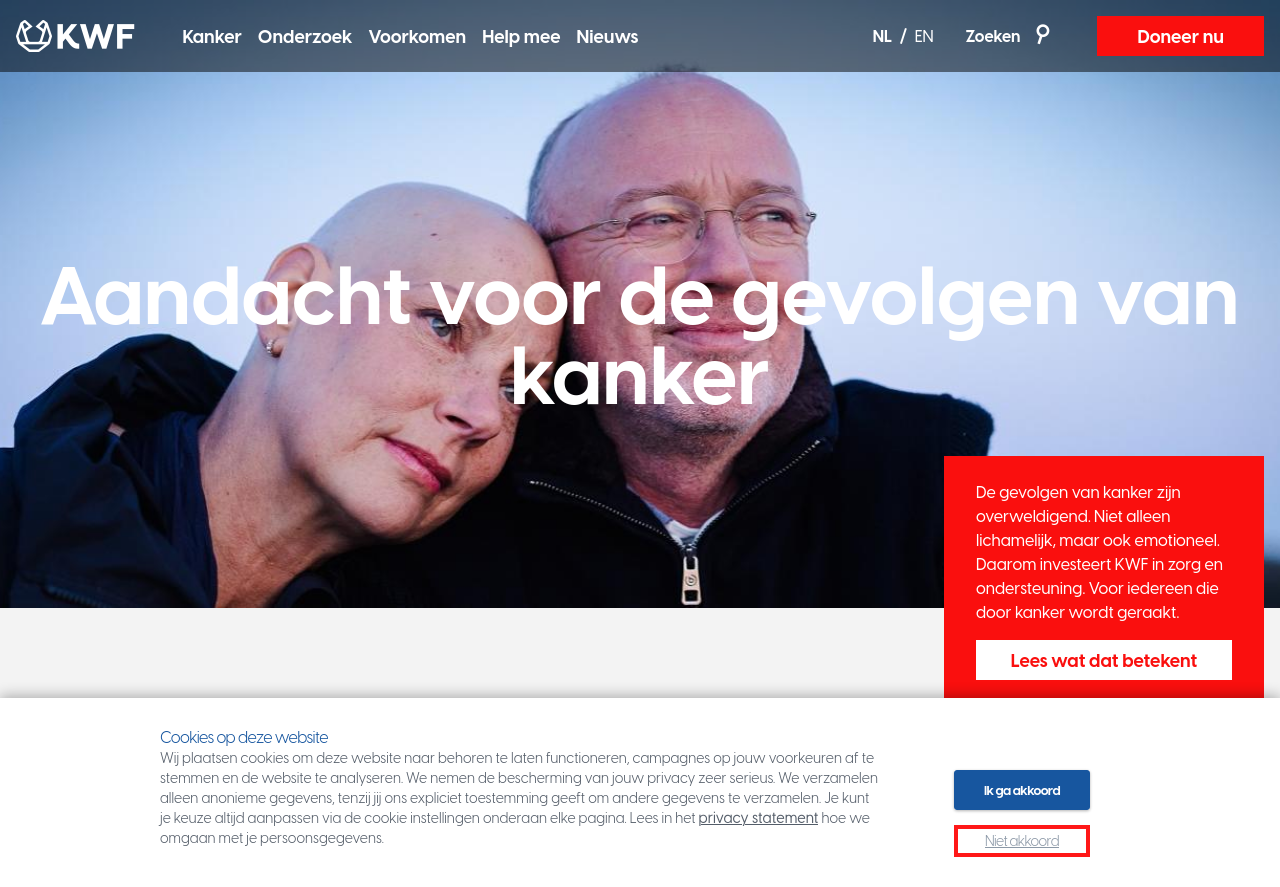 KWF
Kanker Onderzoek Voorkomen Help mee Nieuws
NL / EN
Zoeken
Doneer nu
Aandacht voor de gevolgen van
kanker
De gevolgen van kanker zijn
overweldigend. Niet alleen
lichamelijk, maar ook emotioneel.
Daarom investeert KWF in zorg en
ondersteuning. Voor iedereen die
door kanker wordt geraakt.
Lees wat dat betekent
Cookies op deze website
Wij plaatsen cookies om deze website naar behoren te laten functioneren, campagnes op jouw voorkeuren af te
stemmen en de website te analyseren. We nemen de bescherming van jouw privacy zeer serieus. We verzamelen
alleen anonieme gegevens, tenzij jij ons expliciet toestemming geeft om andere gegevens te verzamelen. Je kunt
je keuze altijd aanpassen via de cookie instellingen onderaan elke pagina. Lees in het privacy statement hoe we
omgaan met je persoonsgegevens.
Ik ga akkoord
Niet akkoord